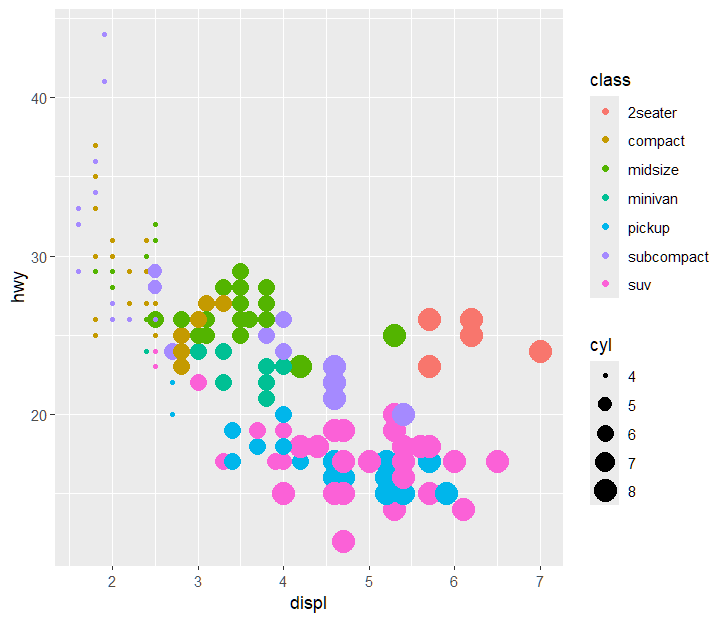 hwy
40
30
20
2
3
4
5
6
7
displ
class
2seater
compact
midsize
minivan
pickup
subcompact
suv
cyl
4
5
6
7
8